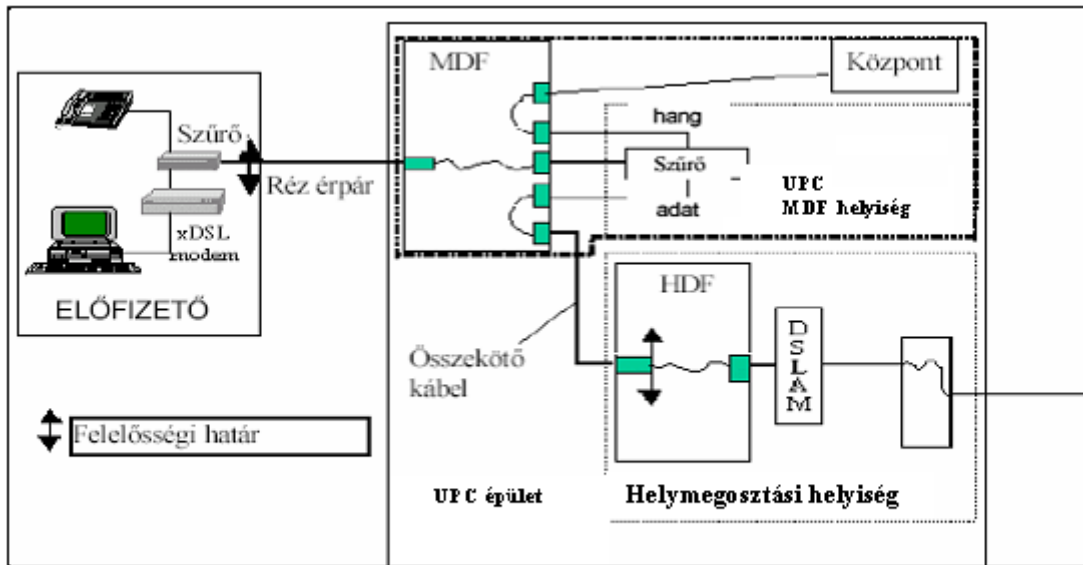 MDF
Központ
hang
Szűrő
adat
UPC
MDF helyiség
Szűrő
Réz érpár
xDSL
modem
ELŐFIZETŐ
HDF
DSLAM
Összekötő
kábel
Felelősségi határ
UPC épület
Helymegosztási helyiség